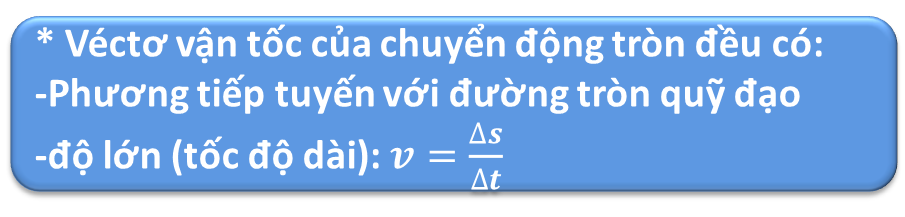 * Véctơ vận tốc của chuyển động tròn đều có:
-Phương tiếp tuyến với đường tròn quỹ đạo
-độ lớn (tốc độ dài): v = Δs/Δt